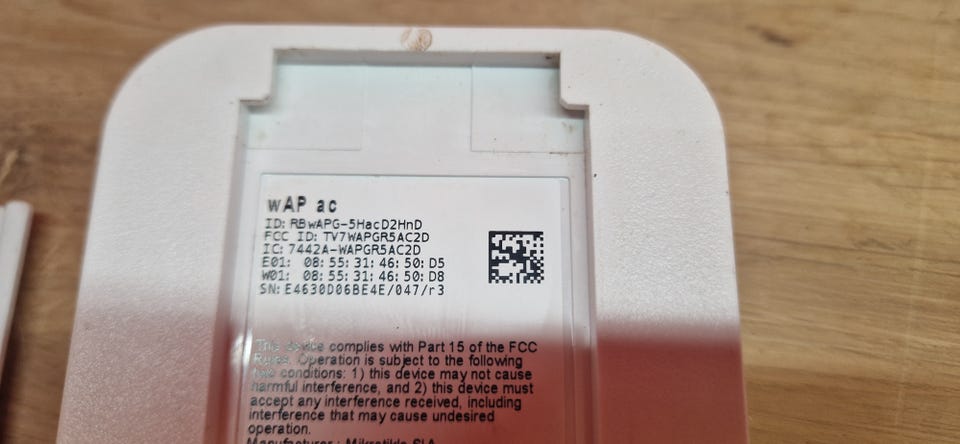 wAP ac
ID: RBwAPG-5HacD2HnD
FCC ID: TV7WAPGR5AC2D
IC: 7442A-WAPGR5AC2D
E01: 08:55:31:46:50:D5
W01: 08:55:31:46:50:D8
SN: E4630D06BE4E/047/r3
This device complies with Part 15 of the FCC
Rules. Operation is subject to the following
two conditions: 1) this device may not cause
harmful interference, and 2) this device must
accept any interference received, including
interference that may cause undesired
operation.
Manufacturer : Mikrotikls SIA